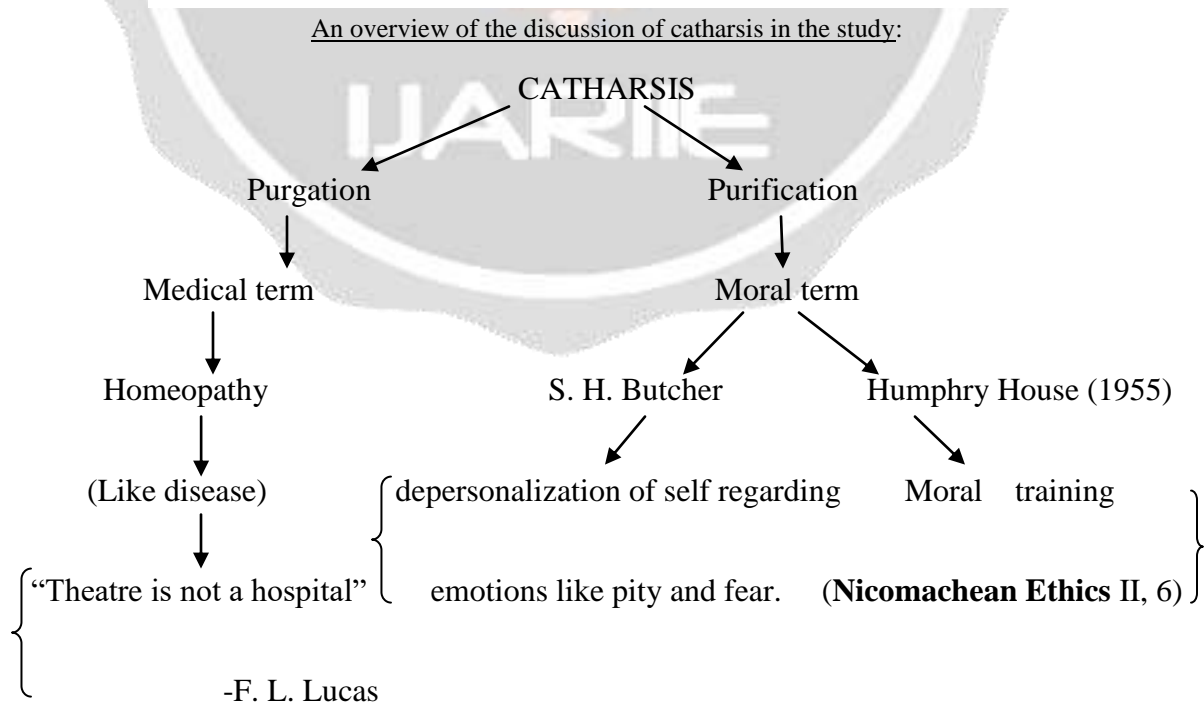 An overview of the discussion of catharsis in the study:
IJARIIE
CATHARSIS
Purgation Purification
Medical term Moral term
Homeopathy S. H. Butcher Humphry House (1955)
(Like disease) depersonalization of self regarding Moral training
“Theatre is not a hospital” emotions like pity and fear. (Nicomachean Ethics II, 6)
-F. L. Lucas